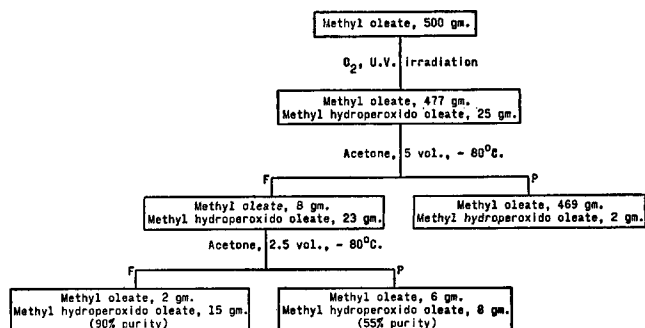 Methyl oleate, 500 gm.
O2, U.V. irradiation
Methyl oleate, 477 gm.
Methyl hydroperoxido oleate, 25 gm.
Acetone, 5 vol., - 80°C.
F
P
Methyl oleate, 8 gm.
Methyl hydroperoxido oleate, 23 gm.
Methyl oleate, 469 gm.
Methyl hydroperoxido oleate, 2 gm.
Acetone, 2.5 vol., - 80°C.
F
P
Methyl oleate, 2 gm.
Methyl hydroperoxido oleate, 15 gm.
(90% purity)
Methyl oleate, 6 gm.
Methyl hydroperoxido oleate, 8 gm.
(55% purity)